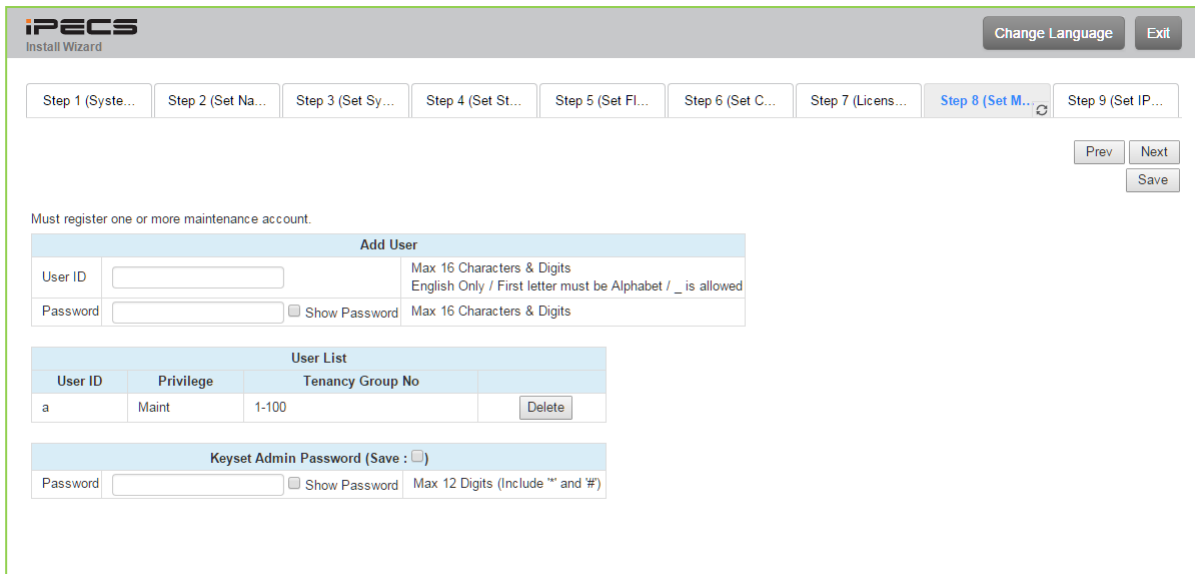 iPECS
Install Wizard
Change Language
Exit
Step 1 (Syste...
Step 2 (Set Na...
Step 3 (Set Sy...
Step 4 (Set St...
Step 5 (Set Fl...
Step 6 (Set C...
Step 7 (Licens...
Step 8 (Set M...
Step 9 (Set IP...
Prev
Next
Save
Must register one or more maintenance account.
Add User
User ID
Max 16 Characters & Digits
English Only / First letter must be Alphabet / _ is allowed
Password
Show Password
Max 16 Characters & Digits
User List
User ID
Privilege
Tenancy Group No
a
Maint
1-100
Delete
Keyset Admin Password (Save : )
Password
Show Password
Max 12 Digits (Include '*' and '#')